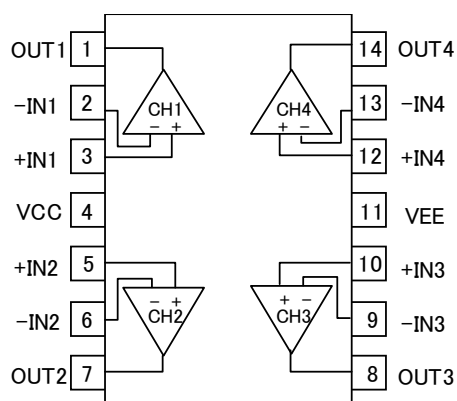 OUT1 1 14 OUT4
-IN1 2 CH1 CH4 13 -IN4
- + + -
+IN1 3 12 +IN4
VCC 4 11 VEE
+IN2 5 10 +IN3
- + + -
-IN2 6 CH2 CH3 9 -IN3
OUT2 7 8 OUT3